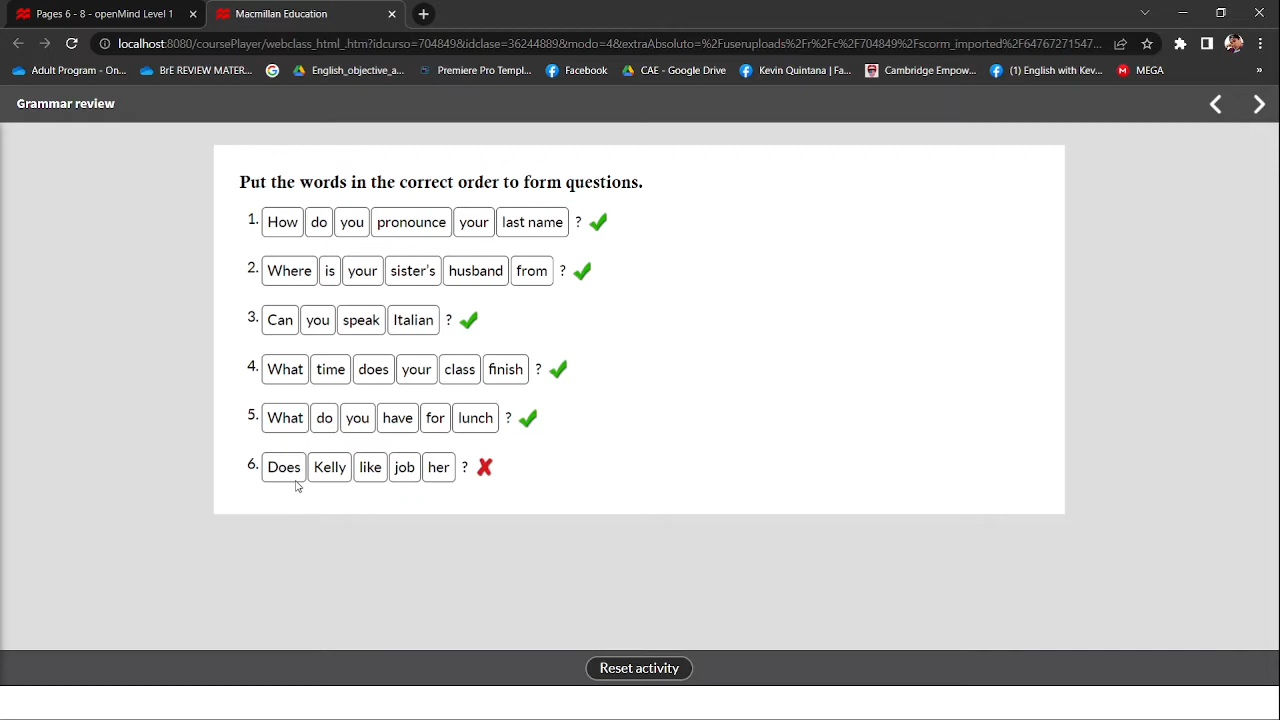 Pages 6 - 8 - openMind Level 1
Macmillan Education
localhost:8080/coursePlayer/webclass_html_.htm?idcurso=704849&idclase=36244889&modo=4&extraAbsoluto=%2Fuseruploads%2Fr%2Fc%2F704849%2Fscorm_imported%2F64767271547...
Adult Program - On...
BrE REVIEW MATER...
English_objective_a...
Premiere Pro Templ...
Facebook
CAE - Google Drive
Kevin Quintana | Fa...
Cambridge Empow...
(1) English with Kev...
MEGA
»
Grammar review
Put the words in the correct order to form questions.
1. How do you pronounce your last name ?
2. Where is your sister's husband from ?
3. Can you speak Italian ?
4. What time does your class finish ?
5. What do you have for lunch ?
6. Does Kelly like job her ?
Reset activity